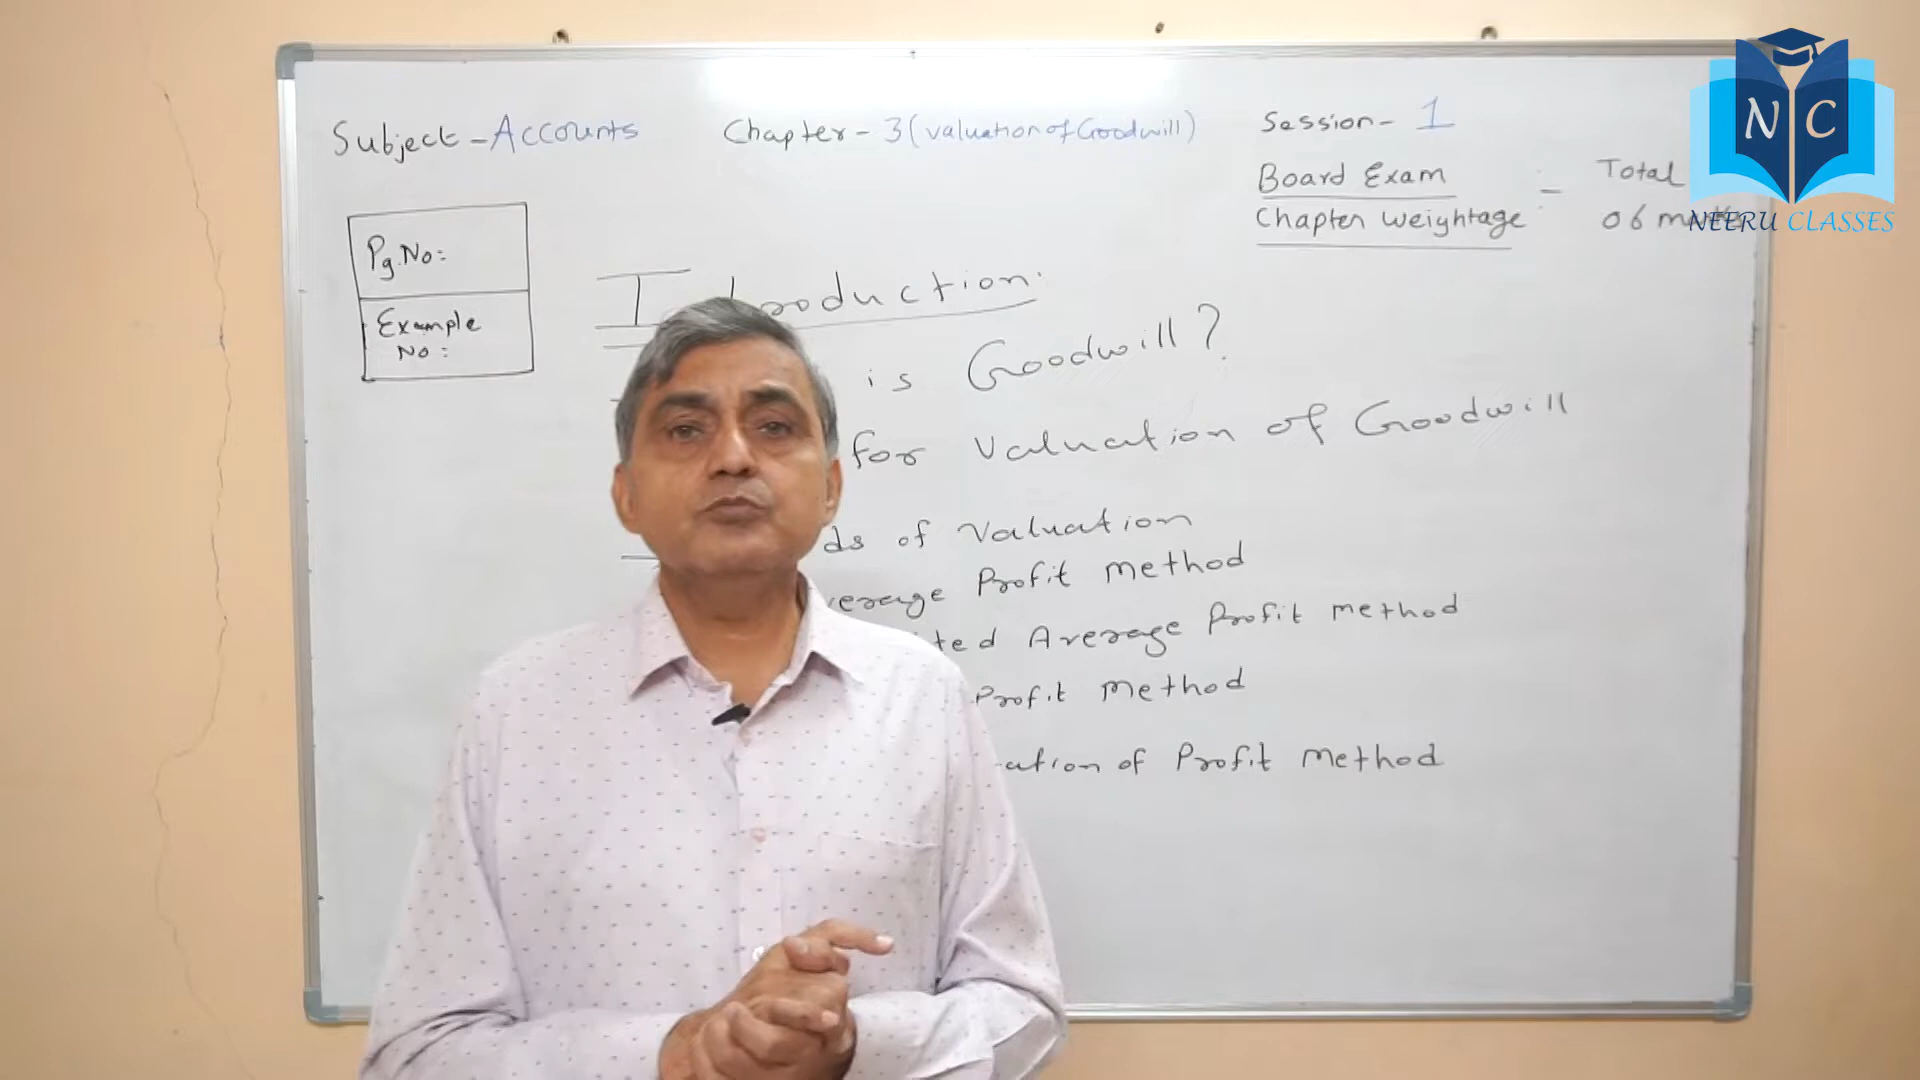 Subject - Accounts
Chapter - 3 (valuation of Goodwill)
Session - 1
Board Exam
Chapter weightage
- Total
06
NC
NEERU CLASSES
Pg. No:
Example
No:
Introduction.
is Goodwill?
for Valuation of Goodwill
ds of Valuation
verage Profit Method
ted Average Profit Method
Profit Method
ation of Profit Method